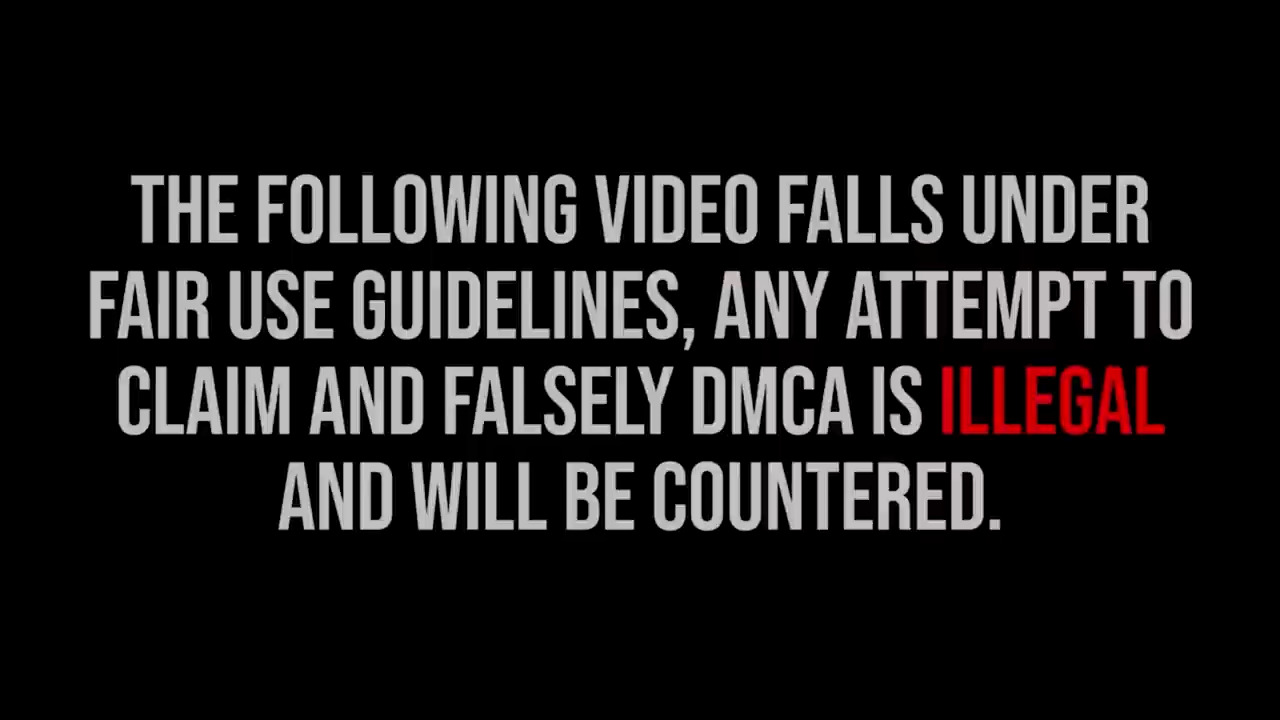 THE FOLLOWING VIDEO FALLS UNDER
FAIR USE GUIDELINES, ANY ATTEMPT TO
CLAIM AND FALSELY DMCA IS ILLEGAL
AND WILL BE COUNTERED.